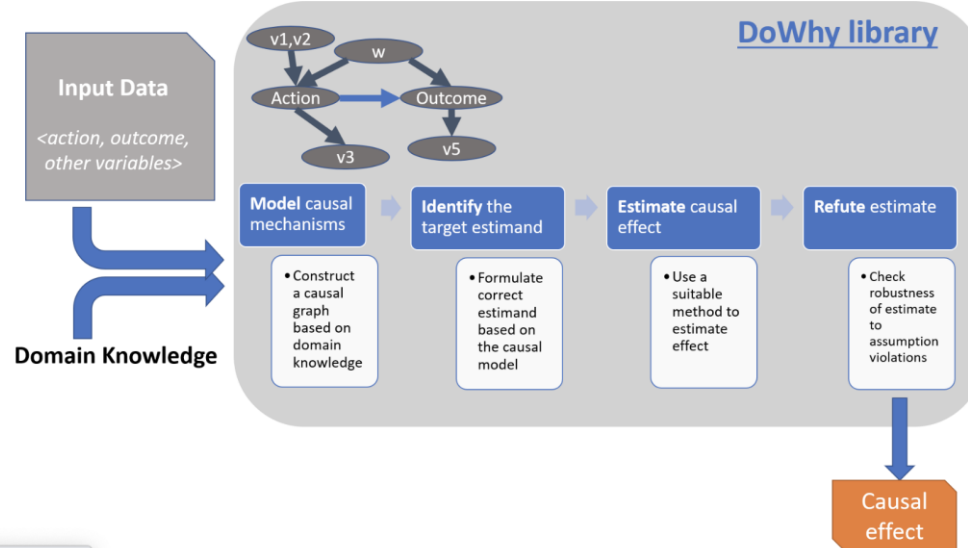 DoWhy library
Input Data
<action, outcome,
other variables>
v1,v2
w
Action
Outcome
v3
v5
Domain Knowledge
Model causal
mechanisms
• Construct
a causal
graph
based on
domain
knowledge
Identify the
target estimand
• Formulate
correct
estimand
based on
the causal
model
Estimate causal
effect
• Use a
suitable
method to
estimate
effect
Refute estimate
• Check
robustness
of estimate
to
assumption
violations
Causal
effect